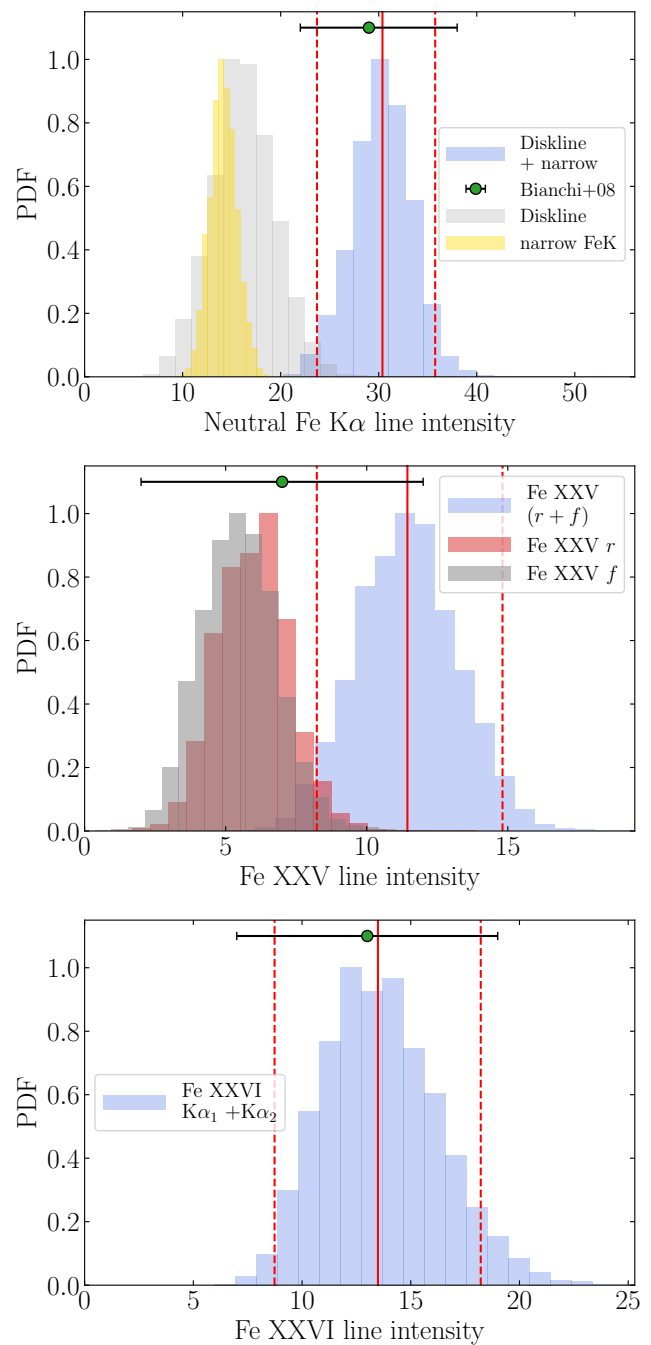 1.0
0.8
0.6
0.4
0.2
0.0
PDF
Diskline
+ narrow
Bianchi+08
Diskline
narrow FeK
0 10 20 30 40 50
Neutral Fe Kα line intensity
1.0
0.8
0.6
0.4
0.2
0.0
PDF
Fe XXV
(r + f)
Fe XXV r
Fe XXV f
0 5 10 15
Fe XXV line intensity
1.0
0.8
0.6
0.4
0.2
0.0
PDF
Fe XXVI
Kα₁ +Kα₂
0 5 10 15 20 25
Fe XXVI line intensity